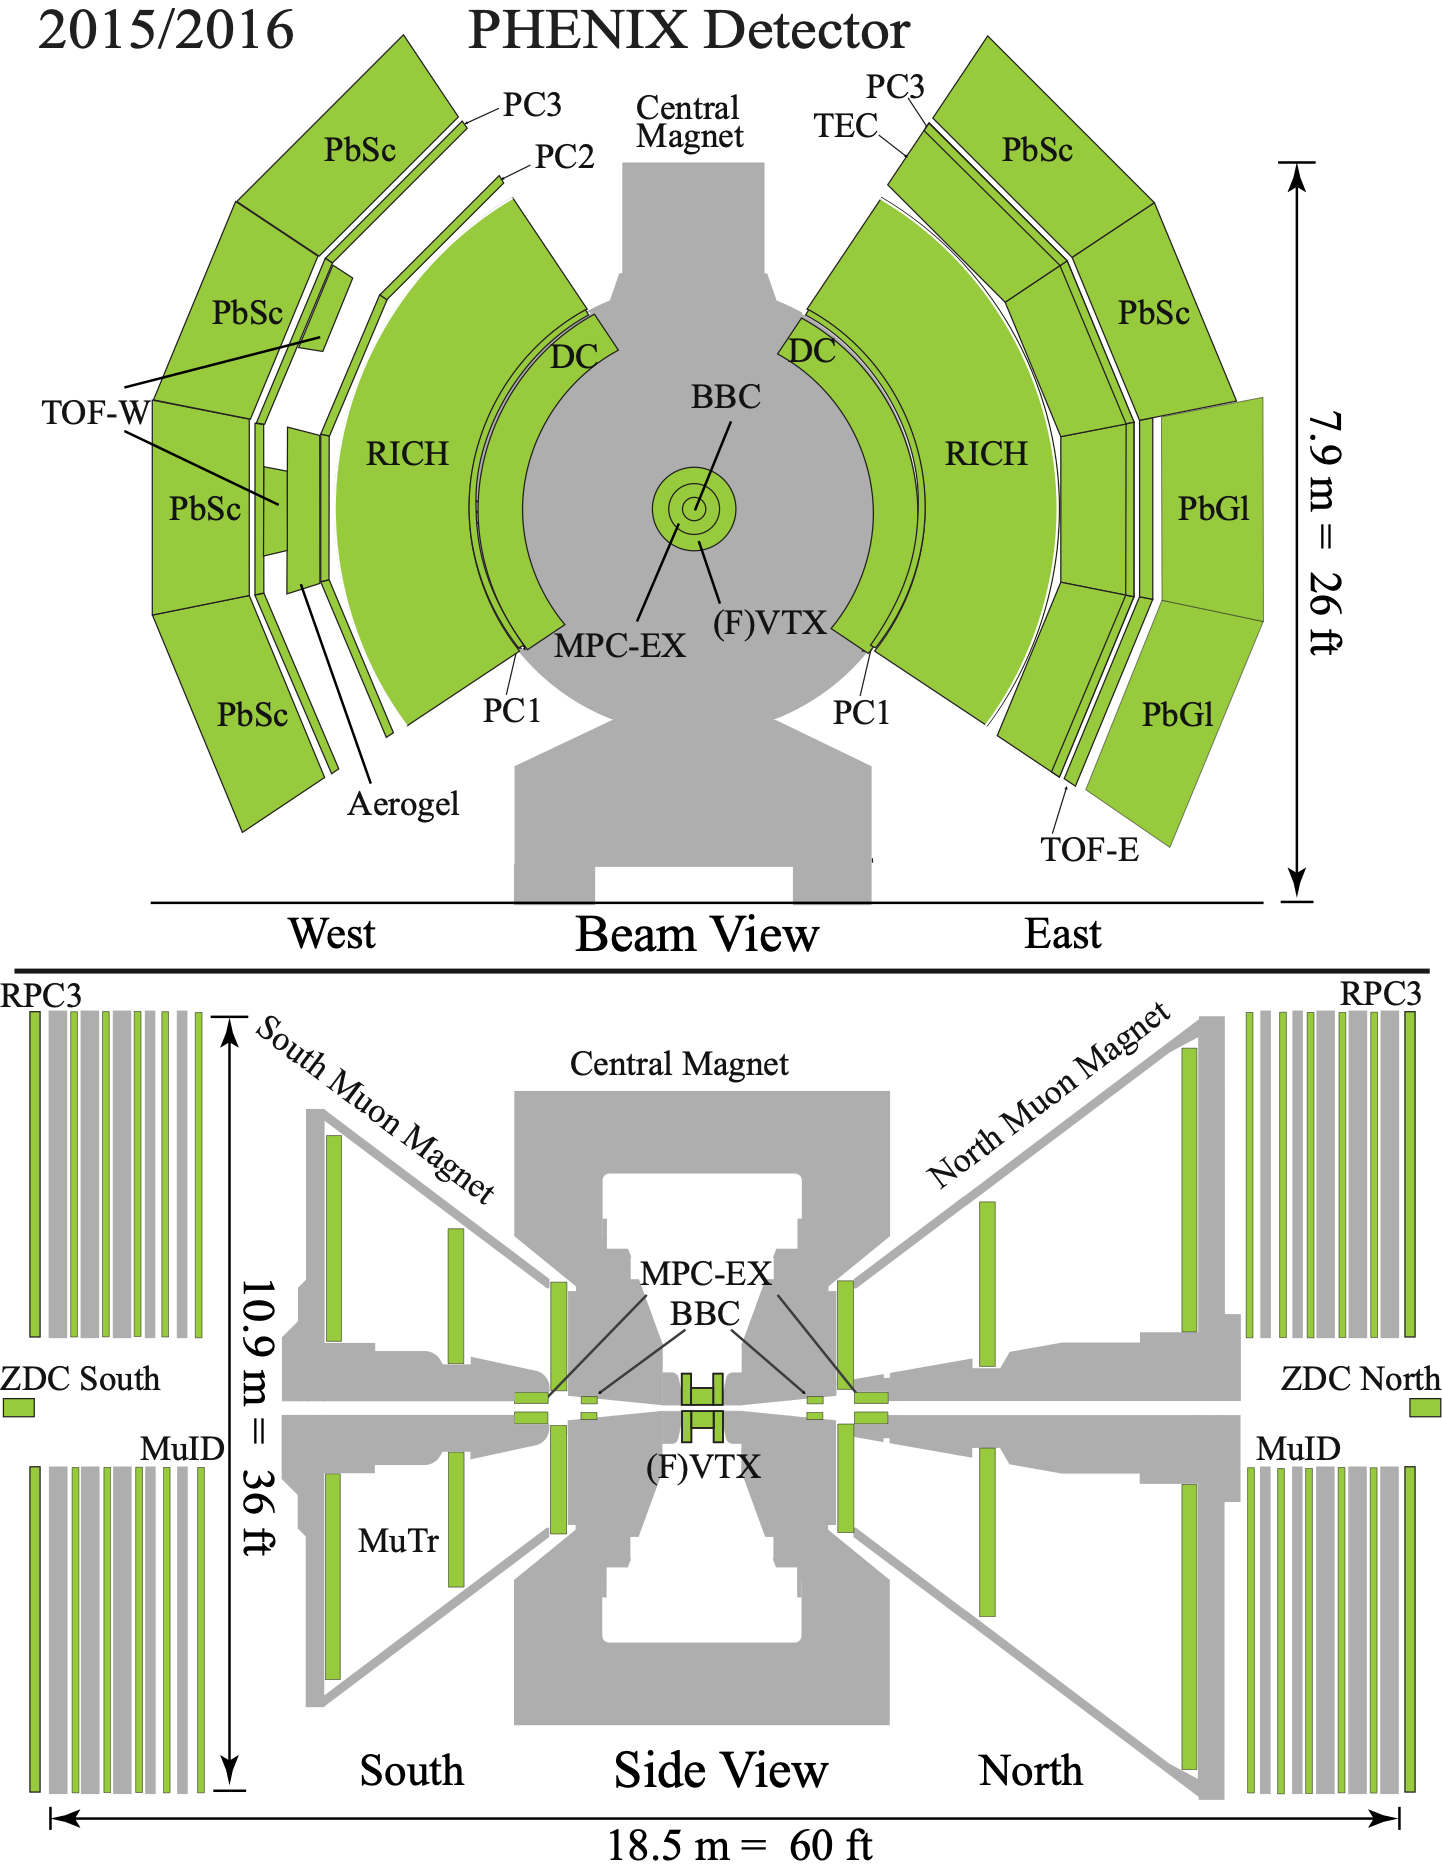 2015/2016
PHENIX Detector
PC3
PC2
Central
Magnet
PC3
TEC
PbSc
PbSc
PbSc
PbSc
DC
DC
BBC
TOF-W
RICH
RICH
PbSc
PbGl
7.9 m = 26 ft
MPC-EX
(F)VTX
PC1
PC1
PbSc
PbGl
Aerogel
TOF-E
West
Beam View
East
RPC3
RPC3
South Muon Magnet
Central Magnet
North Muon Magnet
MPC-EX
BBC
ZDC South
ZDC North
10.9 m = 36 ft
MuID
(F)VTX
MuID
MuTr
South
Side View
North
18.5 m = 60 ft